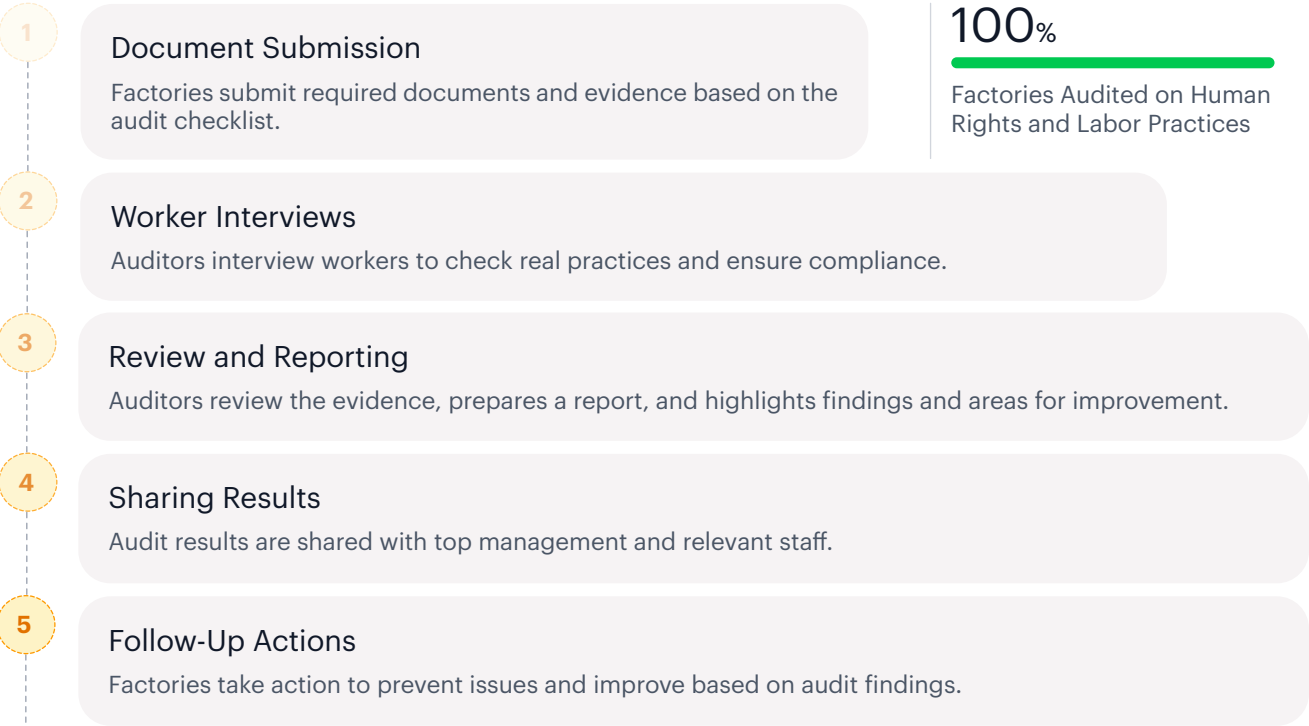 1
Document Submission
Factories submit required documents and evidence based on the
audit checklist.
100%
Factories Audited on Human
Rights and Labor Practices
2
Worker Interviews
Auditors interview workers to check real practices and ensure compliance.
3
Review and Reporting
Auditors review the evidence, prepares a report, and highlights findings and areas for improvement.
4
Sharing Results
Audit results are shared with top management and relevant staff.
5
Follow-Up Actions
Factories take action to prevent issues and improve based on audit findings.